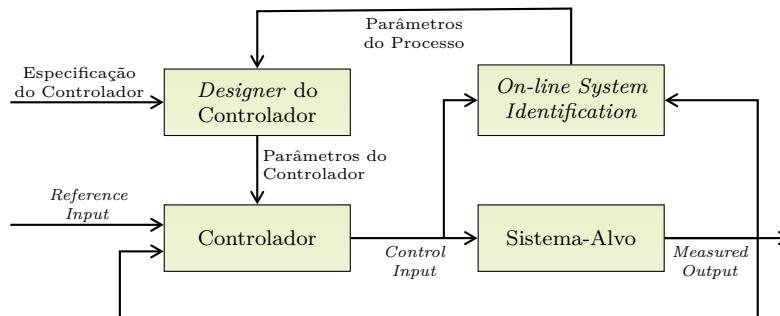 Parâmetros
do Processo
Especificação
do Controlador
Designer do
Controlador
On-line System
Identification
Parâmetros do
Controlador
Reference
Input
Controlador
Control
Input
Sistema-Alvo
Measured
Output